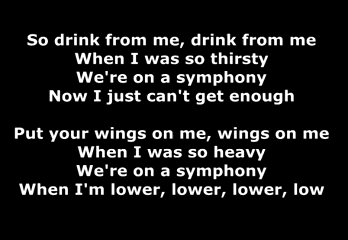 So drink from me, drink from me
When I was so thirsty
We're on a symphony
Now I just can't get enough
Put your wings on me, wings on me
When I was so heavy
We're on a symphony
When I'm lower, lower, lower, low